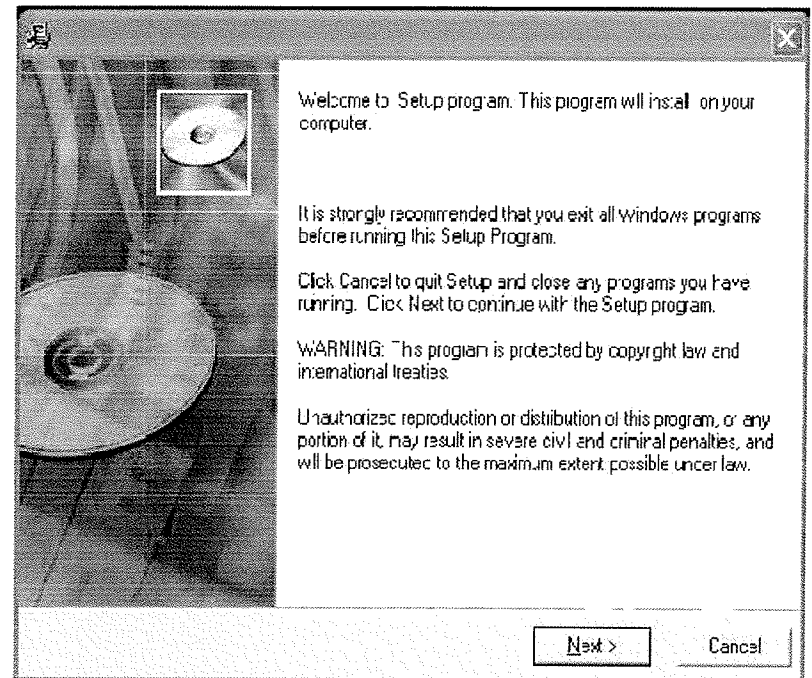 Welcome to Setup program. This program will install on your
computer.
It is strongly recommended that you exit all Windows programs
before running this Setup Program.
Click Cancel to quit Setup and close any programs you have
running. Click Next to continue with the Setup program.
WARNING: This program is protected by copyright law and
international treaties.
Unauthorized reproduction or distribution of this program, or any
portion of it, may result in severe civil and criminal penalties, and
will be prosecuted to the maximum extent possible under law.
Next > Cancel